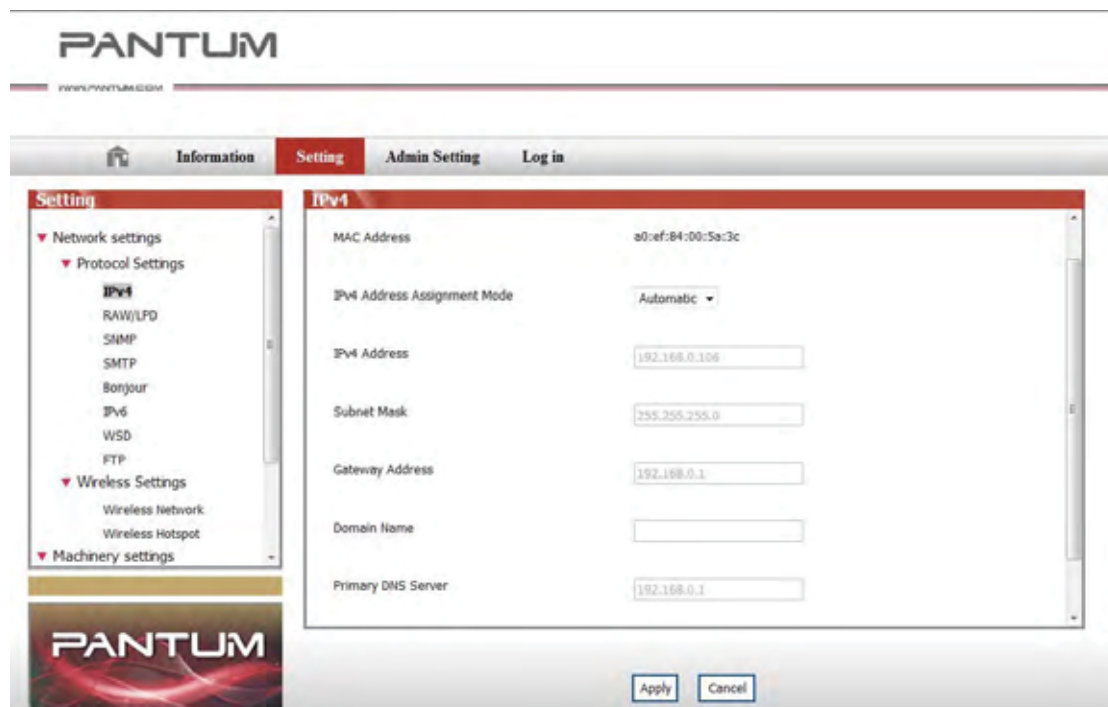 PANTUM
Information Setting Admin Setting Log in
Setting
Network settings
Protocol Settings
IPv4
RAW/LPD
SNMP
SMTP
Bonjour
IPv6
WSD
FTP
Wireless Settings
Wireless Network
Wireless Hotspot
Machinery settings
PANTUM
IPv4
MAC Address a0:ef:84:00:5a:3c
IPv4 Address Assignment Mode Automatic
IPv4 Address 192.168.0.106
Subnet Mask 255.255.255.0
Gateway Address 192.168.0.1
Domain Name
Primary DNS Server 192.168.0.1
Apply Cancel